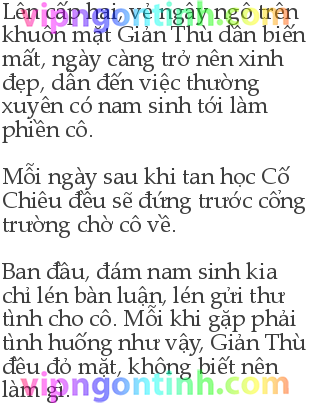 Lên cấp hai, vẻ ngây ngô trên
khuôn mặt Giản Thù dần biến
mất, ngày càng trở nên xinh
đẹp, dẫn đến việc thường
xuyên có nam sinh tới làm
phiền cô.
Mỗi ngày sau khi tan học Cố
Chiêu đều sẽ đứng trước cổng
trường chờ cô về.
Ban đầu, đám nam sinh kia
chỉ lén bàn luận, lén gửi thư
tình cho cô. Mỗi khi gặp phải
tình huống như vậy, Giản Thù
đều đỏ mặt, không biết nên
làm gì.
vipngontinh.com
vipngontinh.com